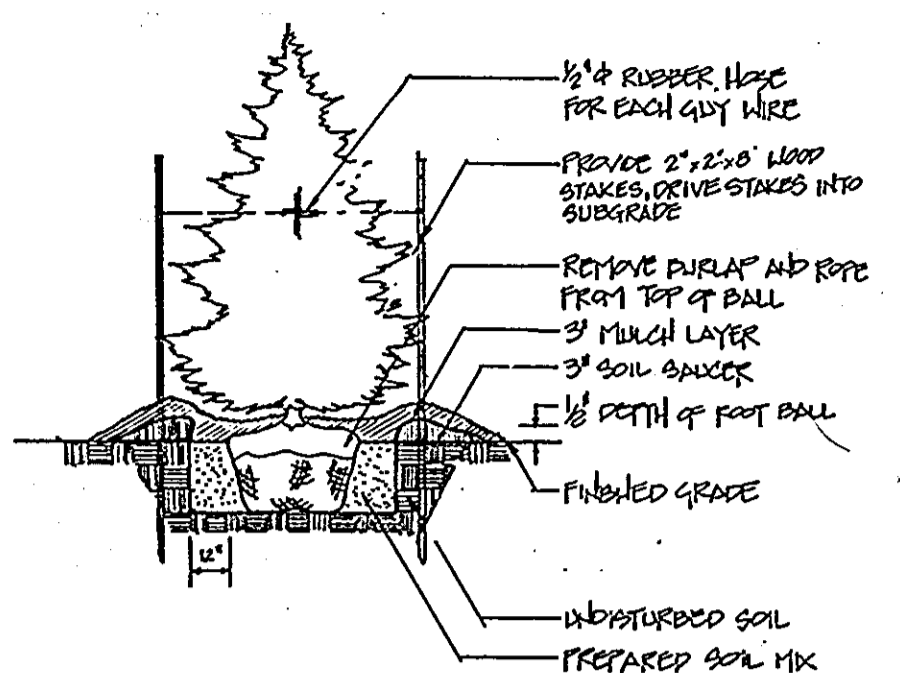 1/2" ⌀ RUBBER HOSE
FOR EACH GUY WIRE
PROVIDE 2"x2"x8' WOOD
STAKES, DRIVE STAKES INTO
SUBGRADE
REMOVE BURLAP AND ROPE
FROM TOP OF BALL
3" MULCH LAYER
3" SOIL SAUCER
1/8 DEPTH OF ROOT BALL
FINISHED GRADE
12"
UNDISTURBED SOIL
PREPARED SOIL MIX